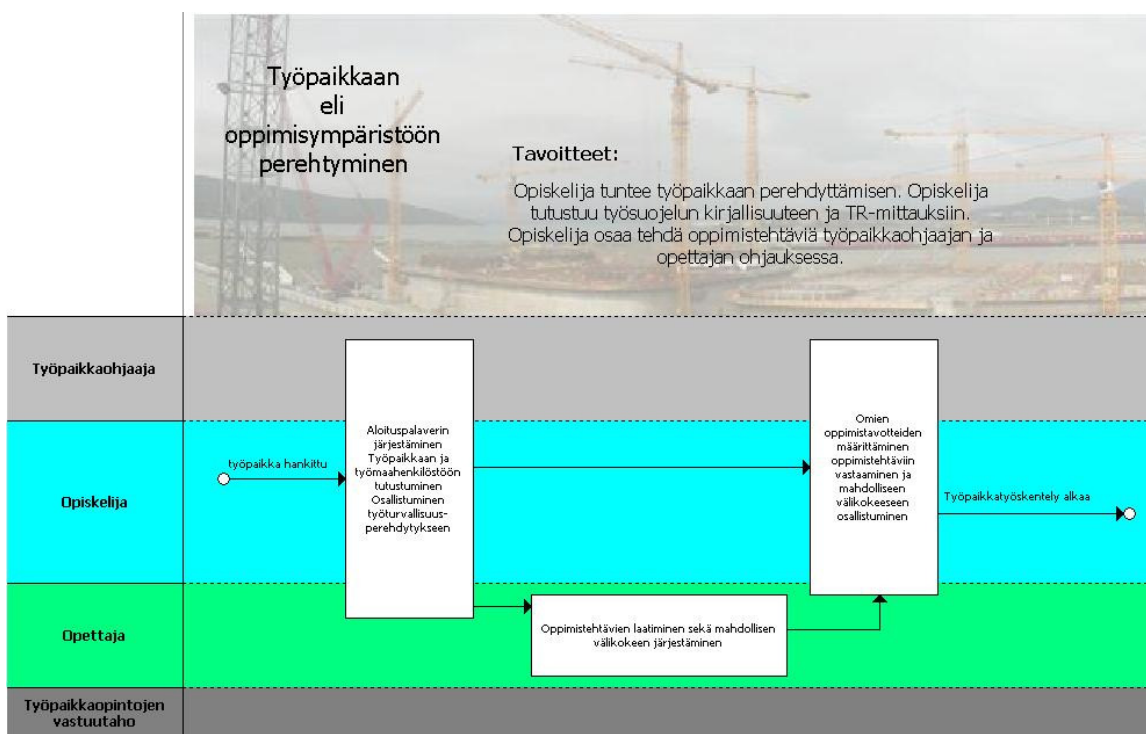 Työpaikkaan
eli
oppimisympäristöön
perehtyminen
Tavoitteet:
Opiskelija tuntee työpaikkaan perehdyttämisen. Opiskelija
tutustuu työsuojelun kirjallisuuteen ja TR-mittauksiin.
Opiskelija osaa tehdä oppimistehtäviä työpaikkaohjaajan ja
opettajan ohjauksessa.
Työpaikkaohjaaja
Opiskelija
työpaikka hankittu
Aloituspalaverin
järjestäminen
Työpaikkaan ja
työmaahenkilöstöön
tutustuminen
Osallistuminen
työturvallisuus-
perehdytykseen
Omien
oppimistavotteiden
määrittäminen
oppimistehtäviin
vastaaminen ja
mahdolliseen
välikokeeseen
osallistuminen
Työpaikkatyöskentely alkaa
Opettaja
Oppimistehtävien laatiminen sekä mahdollisen
välikokeen järjestäminen
Työpaikkaopintojen
vastuutaho